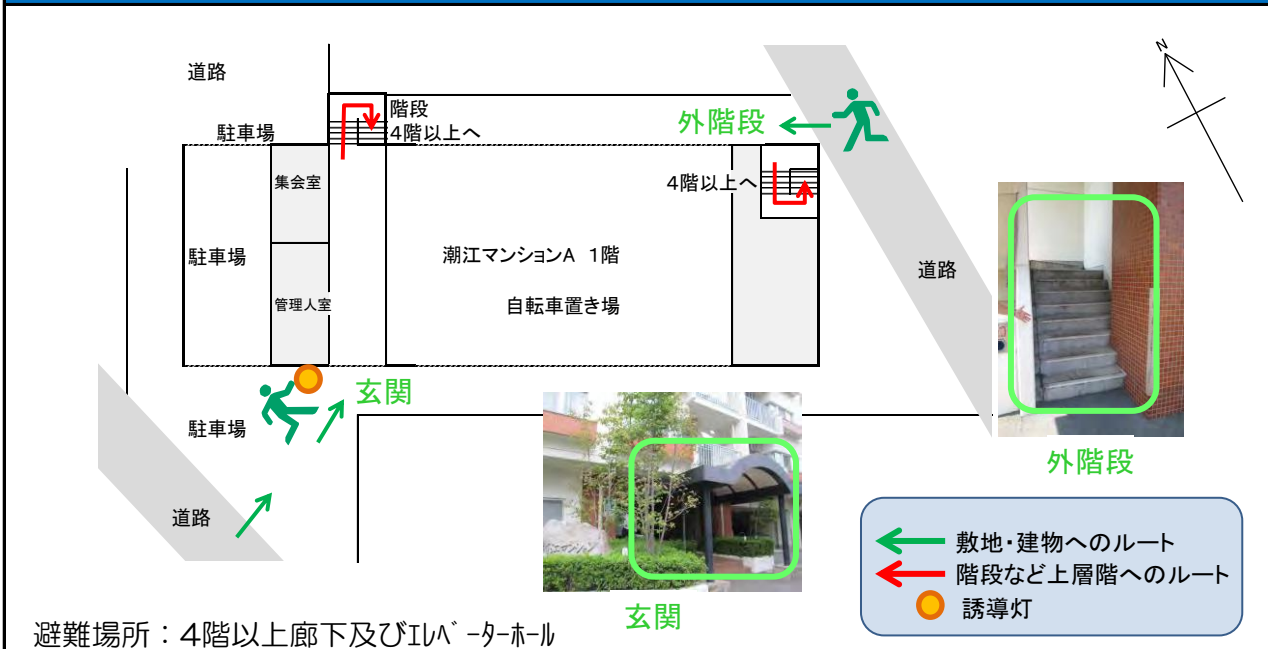 道路
駐車場
階段
4階以上へ
外階段
N
集会室
4階以上へ
駐車場
潮江マンションA 1階
道路
管理人室
自転車置き場
玄関
駐車場
外階段
道路
敷地・建物へのルート
階段など上層階へのルート
誘導灯
玄関
避難場所：4階以上廊下及びｴﾚﾍﾞｰﾀｰﾎｰﾙ